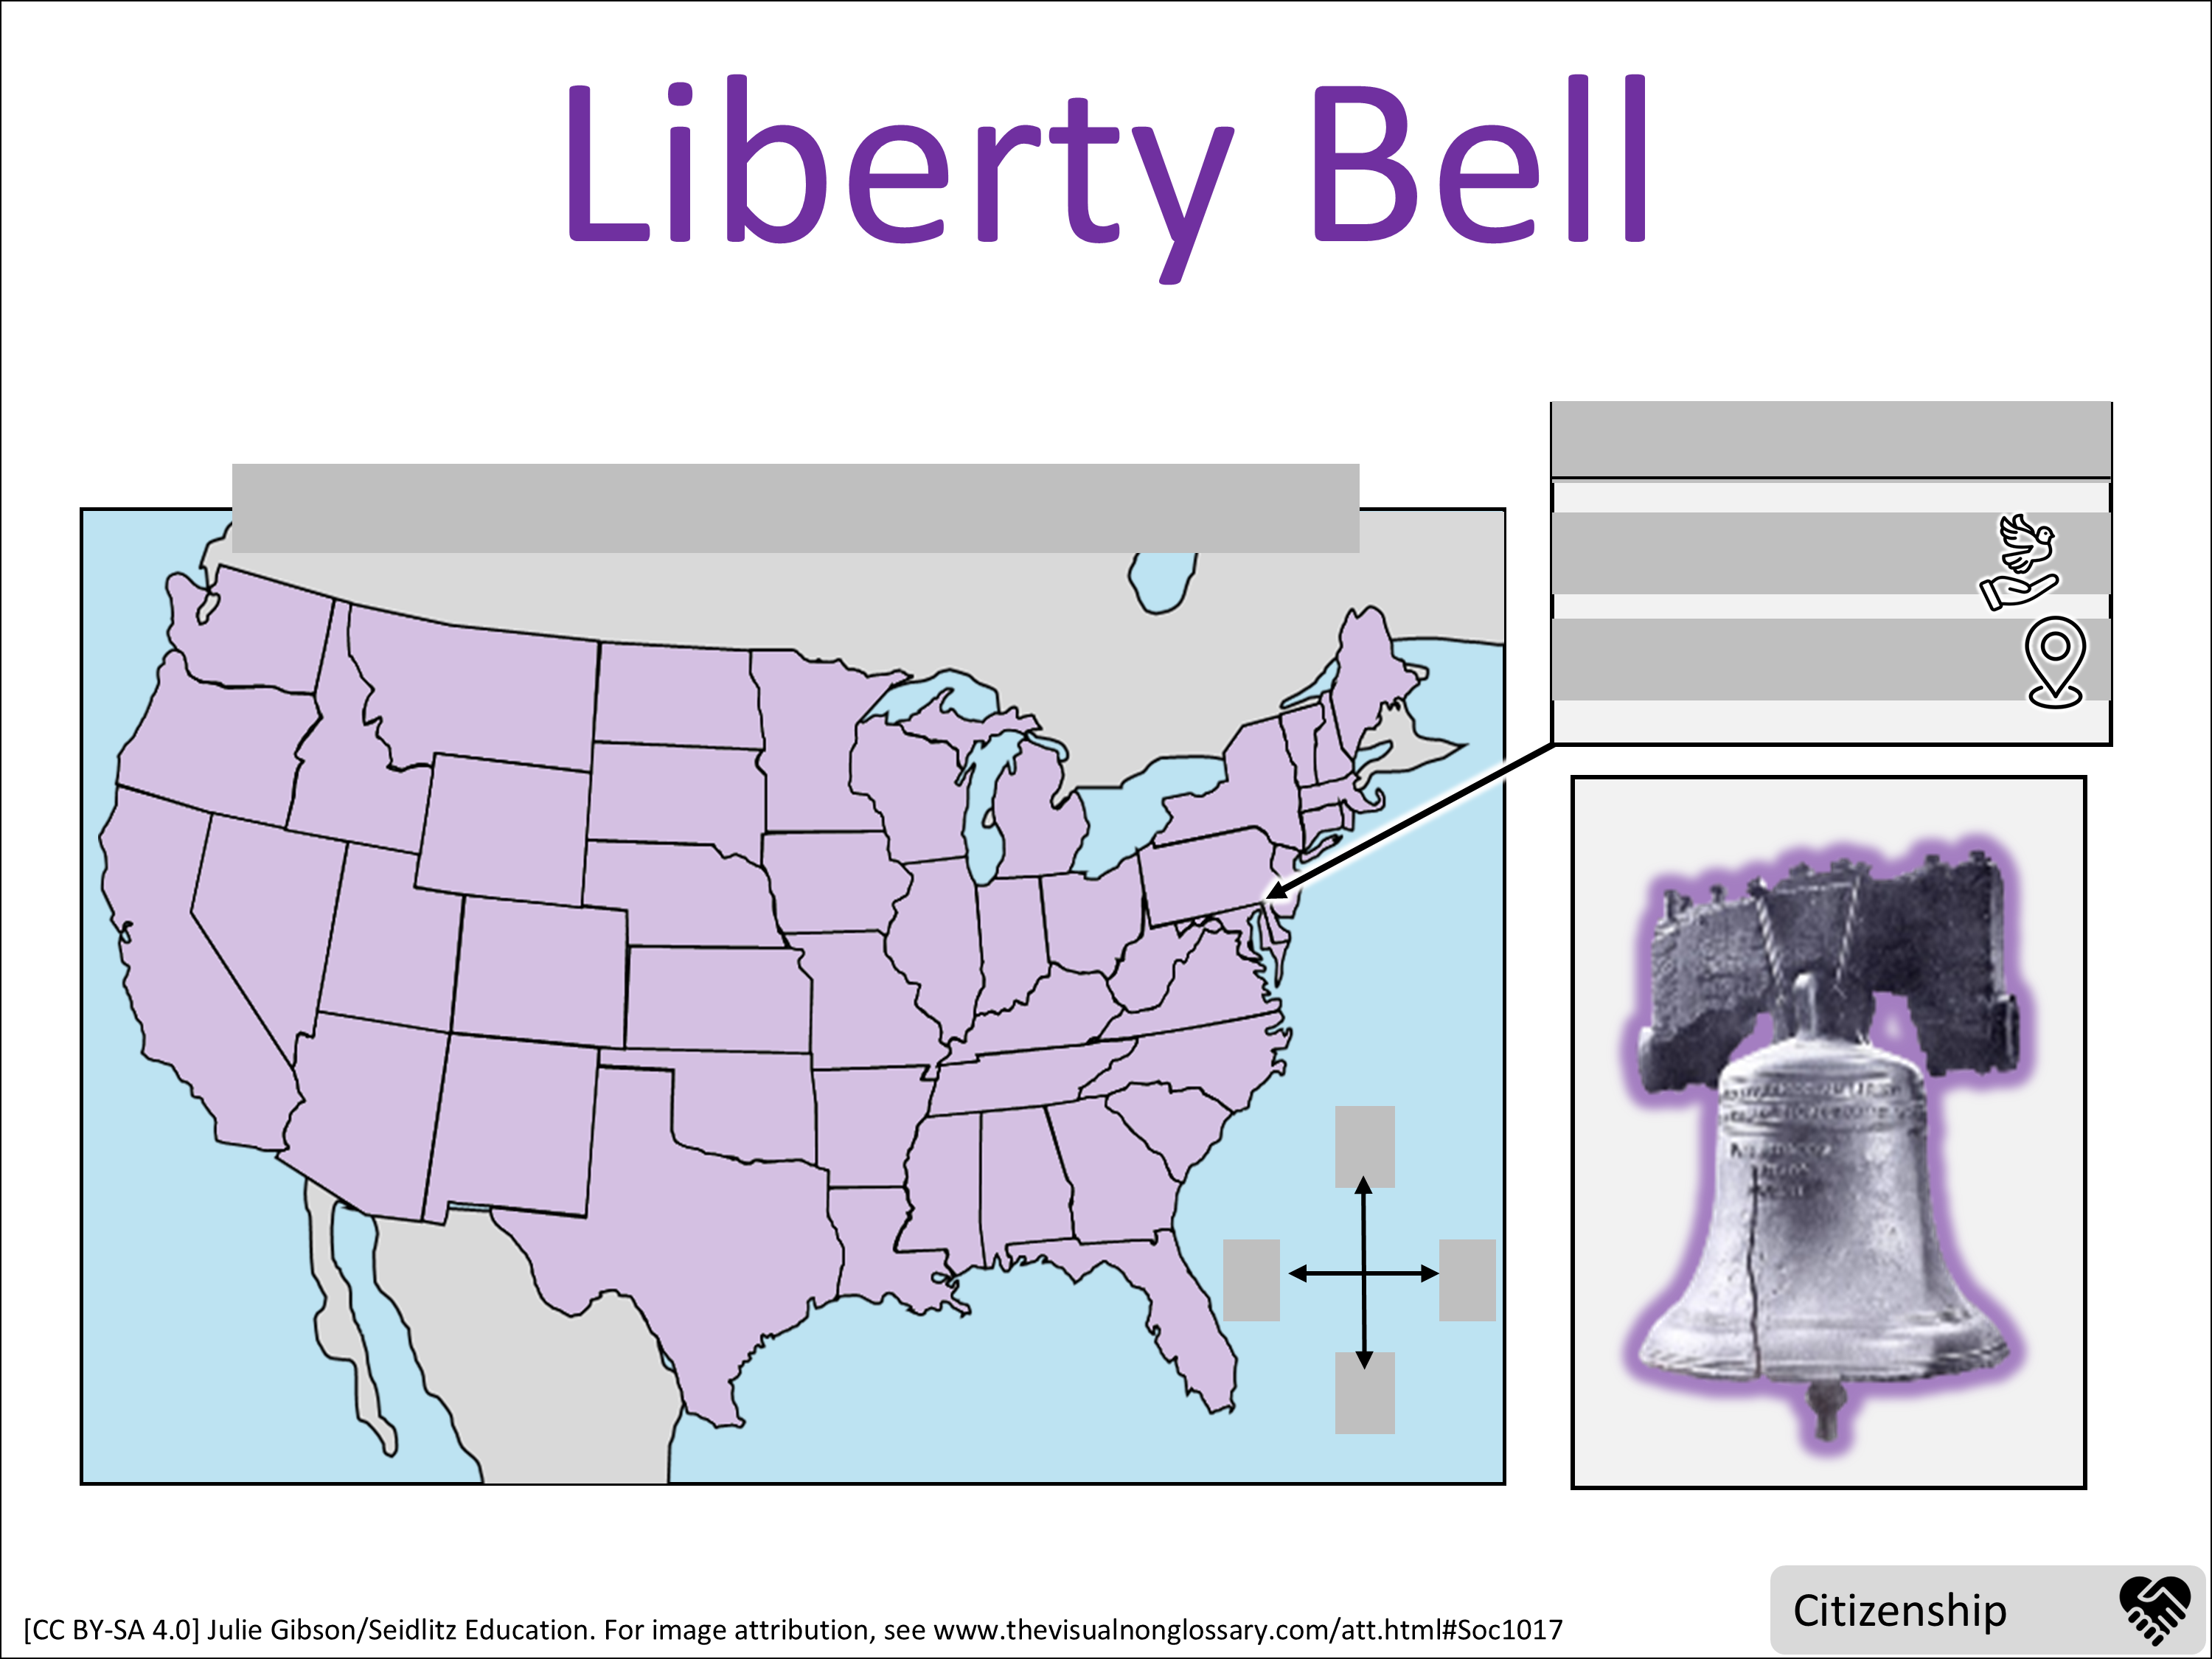 Liberty Bell
[CC BY-SA 4.0] Julie Gibson/Seidlitz Education. For image attribution, see www.thevisualnonglossary.com/att.html#Soc1017
Citizenship